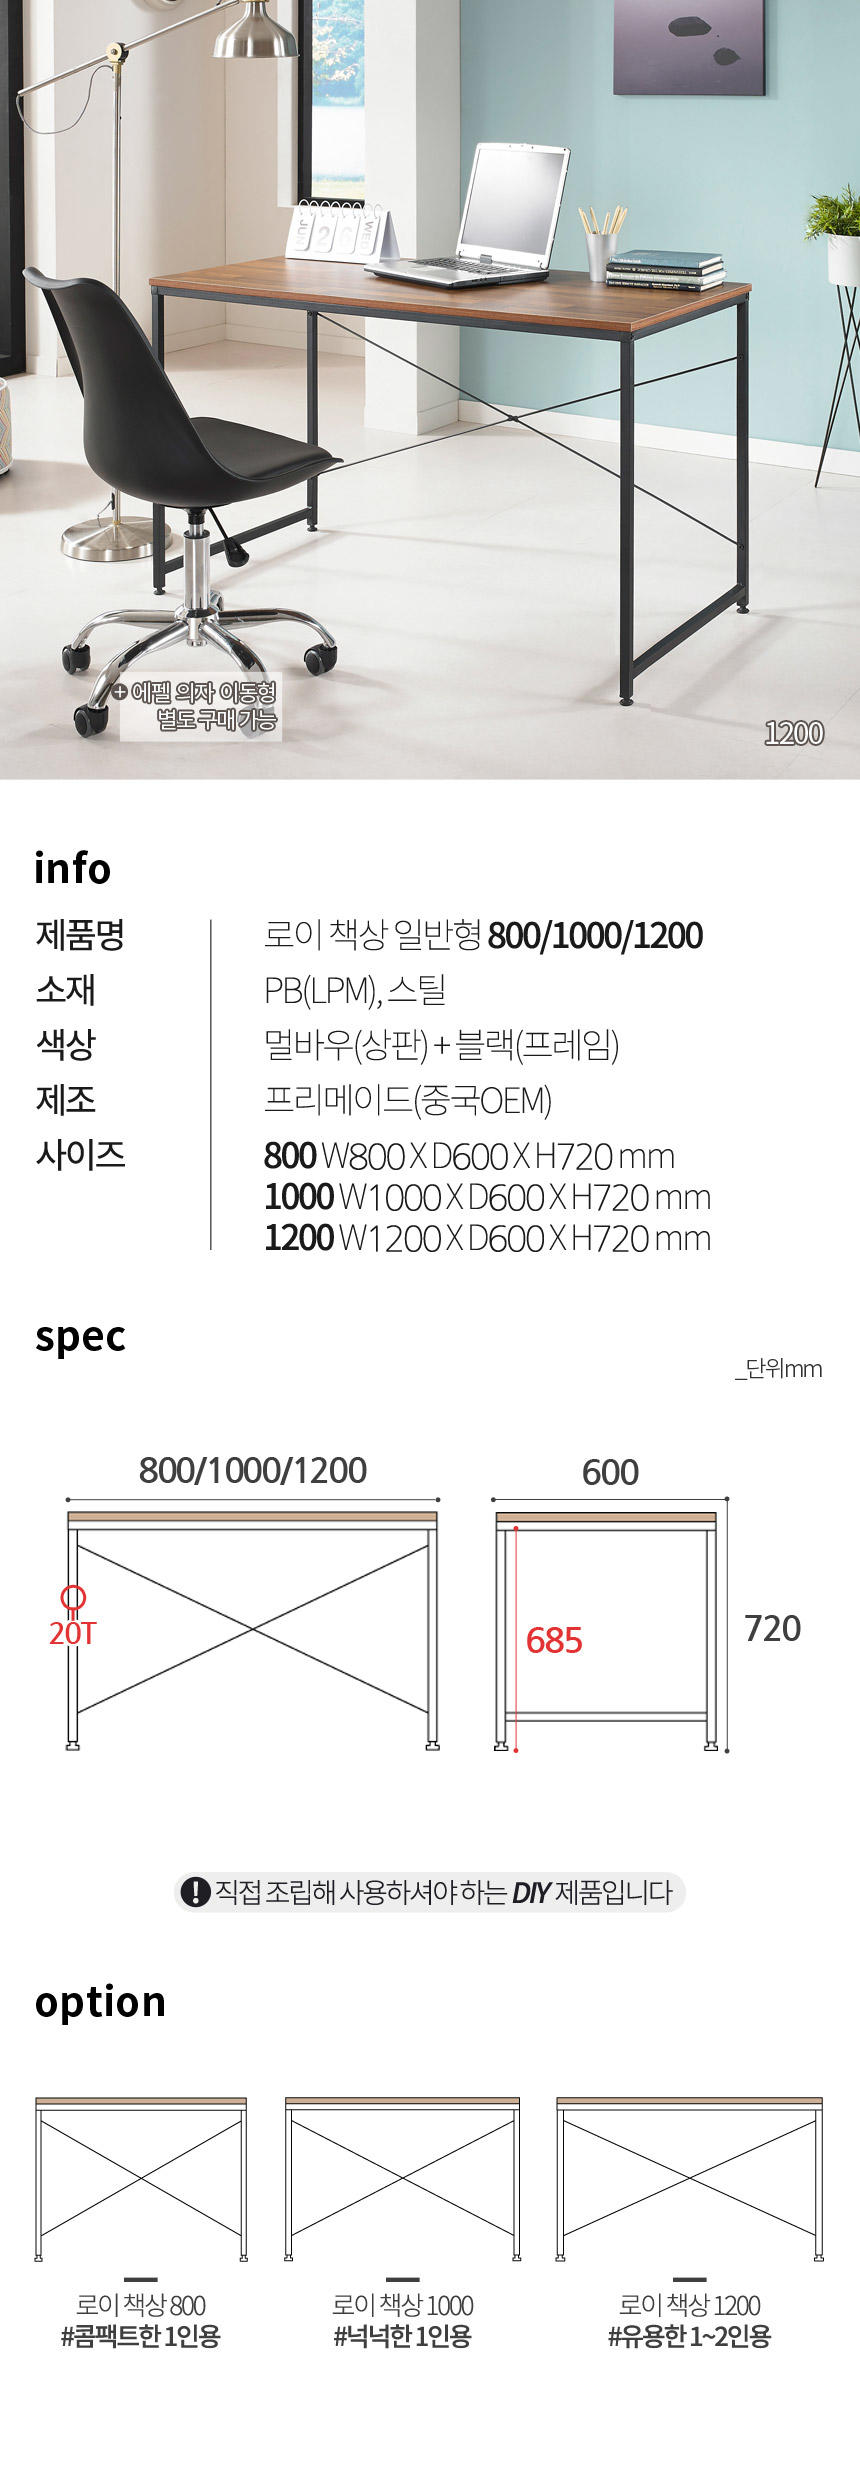 JUN 2 WED
+ 에펠 의자 이동형
별도 구매 가능
1200
info
제품명 로이 책상 일반형 800/1000/1200
소재 PB(LPM), 스틸
색상 멀바우(상판) + 블랙(프레임)
제조 프리메이드(중국OEM)
사이즈 800 W800 X D600 X H720 mm
1000 W1000 X D600 X H720 mm
1200 W1200 X D600 X H720 mm
spec
_단위mm
800/1000/1200 600
20T
685
720
! 직접 조립해 사용하셔야 하는 DIY 제품입니다
option
로이 책상 800
#콤팩트한 1인용
로이 책상 1000
#넉넉한 1인용
로이 책상 1200
#유용한 1~2인용